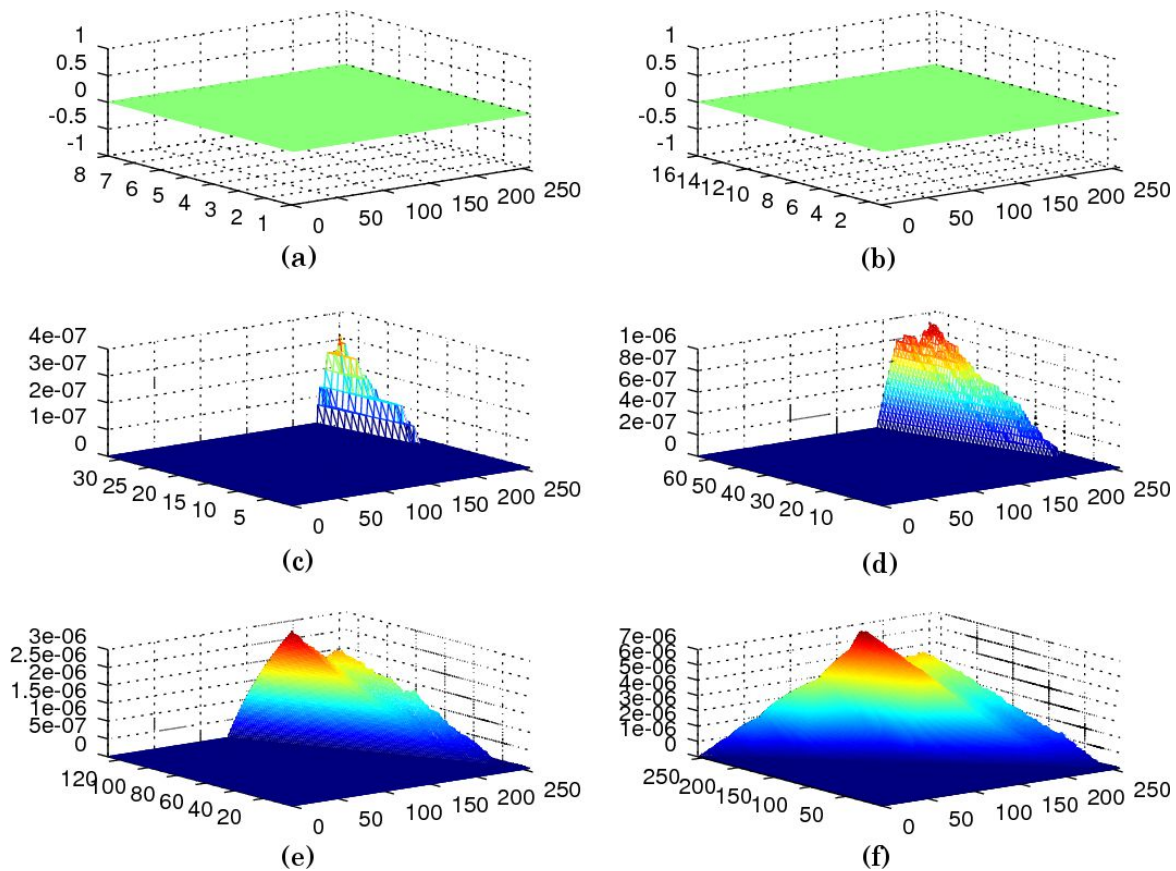 1
0.5
0
-0.5
-1
8 7 6 5 4 3 2 1
0 50 100 150 200 250
(a)
1
0.5
0
-0.5
-1
16 14 12 10 8 6 4 2
0 50 100 150 200 250
(b)
4e-07
3e-07
2e-07
1e-07
0
30 25 20 15 10 5
0 50 100 150 200 250
(c)
1e-06
8e-07
6e-07
4e-07
2e-07
0
60 50 40 30 20 10
0 50 100 150 200 250
(d)
3e-06
2.5e-06
2e-06
1.5e-06
1e-06
5e-07
0
120 100 80 60 40 20
0 50 100 150 200 250
(e)
7e-06
6e-06
5e-06
4e-06
3e-06
2e-06
1e-06
0
250 200 150 100 50
0 50 100 150 200 250
(f)